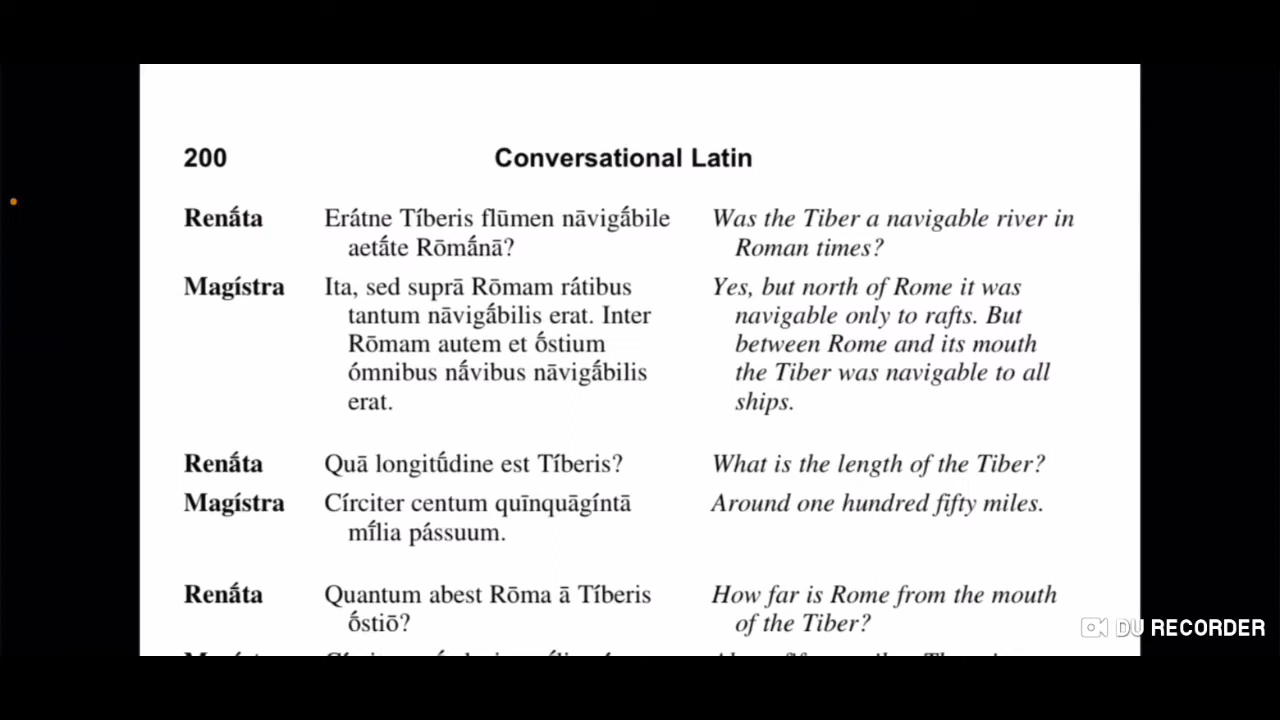 200 Conversational Latin
Renā́ta Erátne Tíberis flūmen nāvigā́bile Was the Tiber a navigable river in
aetā́te Rōmā́nā? Roman times?
Magístra Ita, sed suprā Rōmam rátibus Yes, but north of Rome it was
tantum nāvigā́bilis erat. Inter navigable only to rafts. But
Rōmam autem et ṓstium between Rome and its mouth
ómnibus nā́vibus nāvigā́bilis the Tiber was navigable to all
erat. ships.
Renā́ta Quā longitū́dine est Tíberis? What is the length of the Tiber?
Magístra Círciter centum quīnquāgíntā Around one hundred fifty miles.
mī́lia pássuum.
Renā́ta Quantum abest Rōma ā Tíberis How far is Rome from the mouth
ṓstiō? of the Tiber?
DU RECORDER